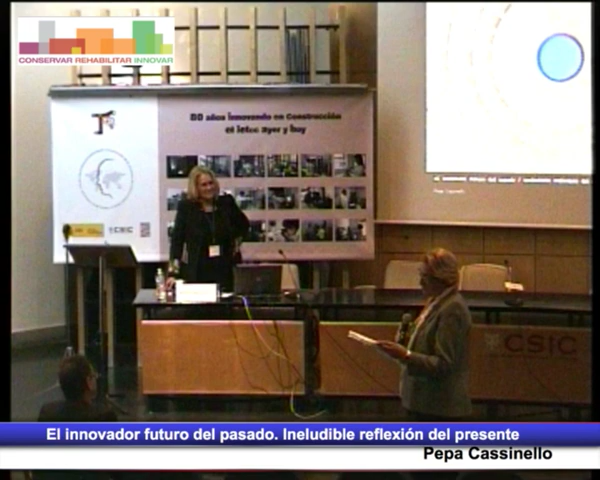 CONSERVAR REHABILITAR INNOVAR
80 años innovando en Construcción
el Ietcc ayer y hoy
CSIC
CSIC
El innovador futuro del pasado. Ineludible reflexión del presente
Pepa Cassinello